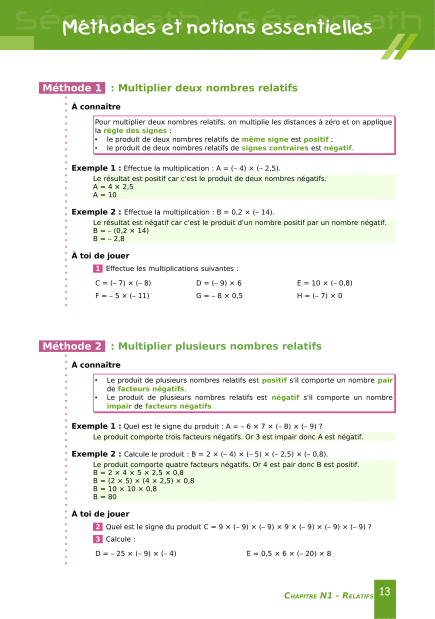 Sésamath Sésamath
Méthodes et notions essentielles
Méthode 1 : Multiplier deux nombres relatifs
À connaître
Pour multiplier deux nombres relatifs, on multiplie les distances à zéro et on applique
la règle des signes :
• le produit de deux nombres relatifs de même signe est positif ;
• le produit de deux nombres relatifs de signes contraires est négatif.
Exemple 1 : Effectue la multiplication : A = (– 4) × (– 2,5).
Le résultat est positif car c'est le produit de deux nombres négatifs.
A = 4 × 2,5
A = 10
Exemple 2 : Effectue la multiplication : B = 0,2 × (– 14).
Le résultat est négatif car c'est le produit d'un nombre positif par un nombre négatif.
B = – (0,2 × 14)
B = – 2,8
À toi de jouer
1 Effectue les multiplications suivantes :
C = (– 7) × (– 8) D = (– 9) × 6 E = 10 × (– 0,8)
F = – 5 × (– 11) G = – 8 × 0,5 H = (– 7) × 0
Méthode 2 : Multiplier plusieurs nombres relatifs
À connaître
• Le produit de plusieurs nombres relatifs est positif s'il comporte un nombre pair
de facteurs négatifs.
• Le produit de plusieurs nombres relatifs est négatif s'il comporte un nombre
impair de facteurs négatifs.
Exemple 1 : Quel est le signe du produit : A = – 6 × 7 × (– 8) × (– 9) ?
Le produit comporte trois facteurs négatifs. Or 3 est impair donc A est négatif.
Exemple 2 : Calcule le produit : B = 2 × (– 4) × (– 5) × (– 2,5) × (– 0,8).
Le produit comporte quatre facteurs négatifs. Or 4 est pair donc B est positif.
B = 2 × 4 × 5 × 2,5 × 0,8
B = (2 × 5) × (4 × 2,5) × 0,8
B = 10 × 10 × 0,8
B = 80
À toi de jouer
2 Quel est le signe du produit C = 9 × (– 9) × (– 9) × 9 × (– 9) × (– 9) × (– 9) ?
3 Calcule :
D = – 25 × (– 9) × (– 4) E = 0,5 × 6 × (– 20) × 8
CHAPITRE N1 – RELATIFS 13